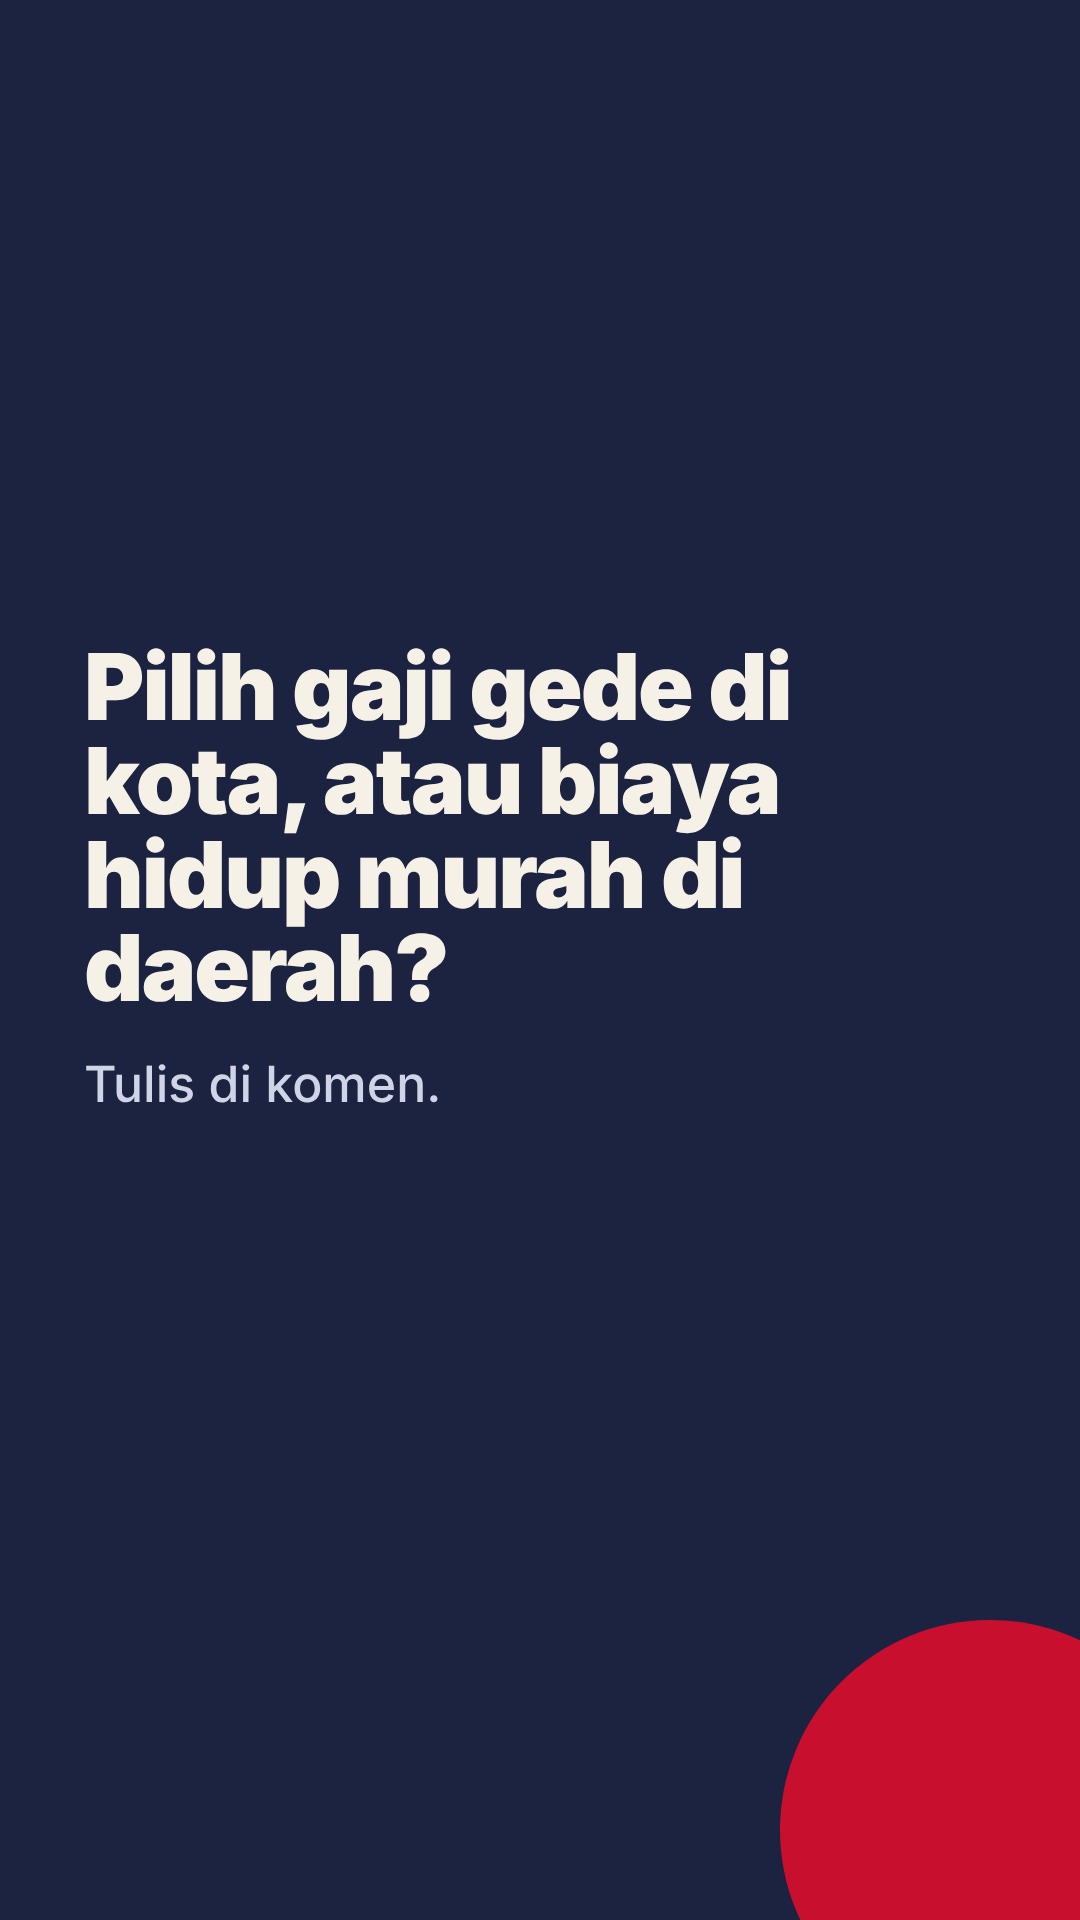 Pilih gaji gede di
kota, atau biaya
hidup murah di
daerah?
Tulis di komen.